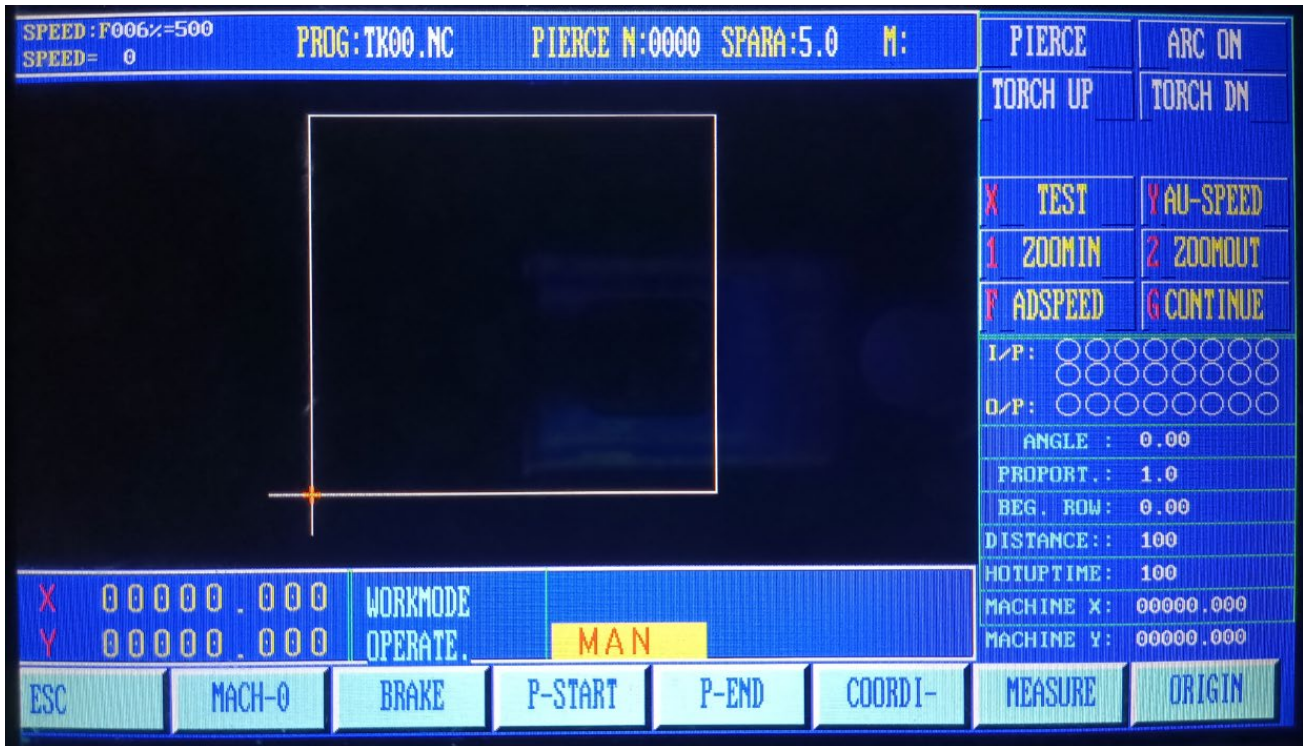 SPEED:F006%=500
SPEED= 0
PROG:TK00.NC PIERCE N:0000 SPARA:5.0 M:
PIERCE ARC ON
TORCH UP TORCH DN
X TEST Y AU-SPEED
1 ZOOMIN 2 ZOOMOUT
F ADSPEED G CONTINUE
I/P:
O/P:
ANGLE : 0.00
PROPORT.: 1.0
BEG. ROW: 0.00
DISTANCE:: 100
HOTUPTIME: 100
MACHINE X: 00000.000
MACHINE Y: 00000.000
X 00000.000
Y 00000.000
WORKMODE
OPERATE. MAN
ESC MACH-0 BRAKE P-START P-END COORDI- MEASURE ORIGIN